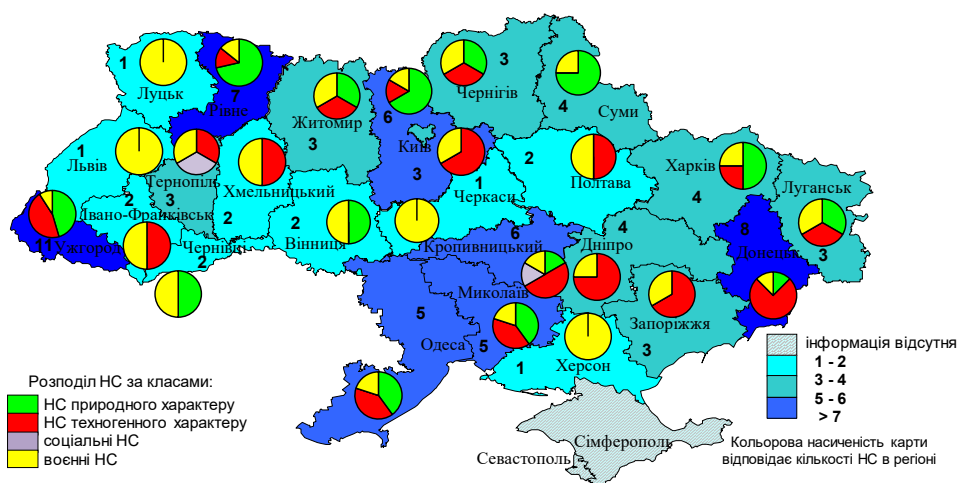 1
Луцьк
7
Рівне
Житомир
3
6
Київ
3
Чернігів
3
4
Суми
1
Львів
Тернопіль
3
Хмельницький
2
1
Черкаси
2
Полтава
Харків
4
Луганськ
3
11
Ужгород
2
Івано-Франківськ
Чернівці
2
2
Вінниця
Кропивницький
6
Дніпро
4
8
Донецьк
Миколаїв
5
5
Одеса
Запоріжжя
3
1
Херсон
Сімферополь
Севастополь
Розподіл НС за класами:
НС природного характеру
НС техногенного характеру
соціальні НС
воєнні НС
інформація відсутня
1 - 2
3 - 4
5 - 6
> 7
Кольорова насиченість карти
відповідає кількості НС в регіоні